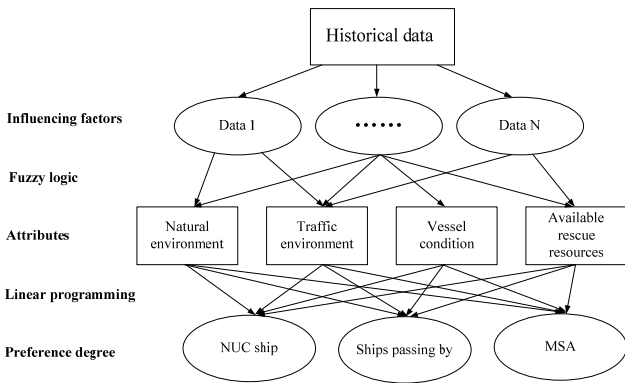 Historical data
Influencing factors
Data 1
••••••
Data N
Fuzzy logic
Attributes
Natural
environment
Traffic
environment
Vessel
condition
Available
rescue
resources
Linear programming
Preference degree
NUC ship
Ships passing by
MSA